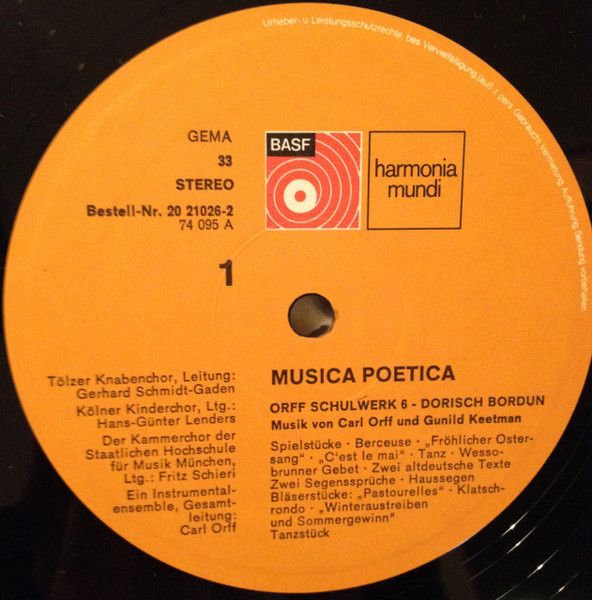 Urheber- u. Leistungsschutzrechte, bes. Vervielfältigung (auß z. pers. Gebrauch), Vermietung, Aufführung, Sendung vorbehalten
GEMA
33
STEREO
Bestell-Nr. 20 21026-2
74 095 A
1
BASF
harmonia
mundi
Tölzer Knabenchor, Leitung:
Gerhard Schmidt-Gaden
Kölner Kinderchor, Ltg.:
Hans-Günter Lenders
Der Kammerchor der
Staatlichen Hochschule
für Musik München,
Ltg.: Fritz Schieri
Ein Instrumental-
ensemble, Gesamt-
leitung:
Carl Orff
MUSICA POETICA
ORFF SCHULWERK 6 - DORISCH BORDUN
Musik von Carl Orff und Gunild Keetman
Spielstücke · Berceuse · „Fröhlicher Oster-
sang“ · „C'est le mai“ · Tanz · Wesso-
brunner Gebet · Zwei altdeutsche Texte
Zwei Segenssprüche · Haussegen
Bläserstücke: „Pastourelles“ · Klatsch-
rondo · „Winteraustreiben
und Sommergewinn“
Tanzstück